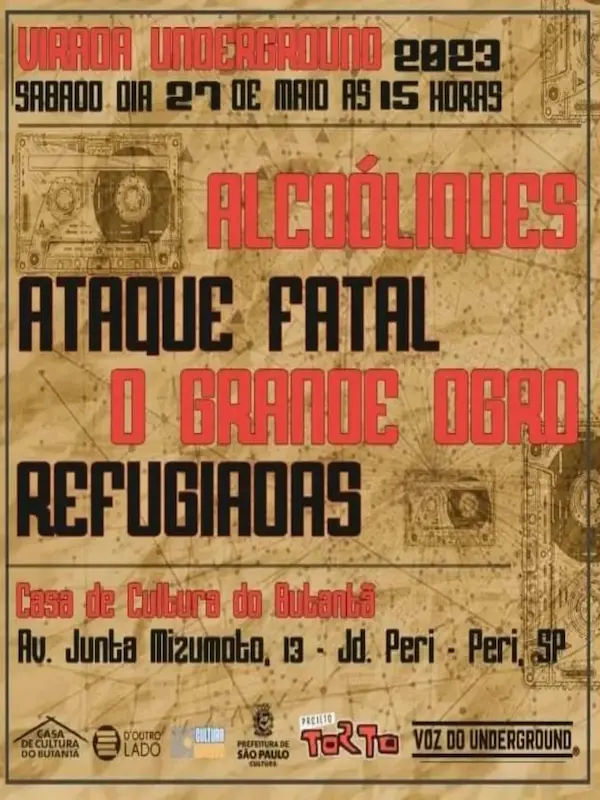 VIRADA UNDERGROUND 2023
SABADO DIA 27 DE MAIO AS 15 HORAS
ALCOÓLIQUES
ATAQUE FATAL
O GRANDE OGRO
REFUGIADAS
Casa de Cultura do Butantã
Av. Junta Mizumoto, 13 - Jd. Peri - Peri, SP
CASA
DE CULTURA
DO BUTANTÃ
D'OUTRO
LADO
CULTURA
PREFEITURA DE
SÃO PAULO
CULTURA
PROJETO
TORTO
VOZ DO UNDERGROUND